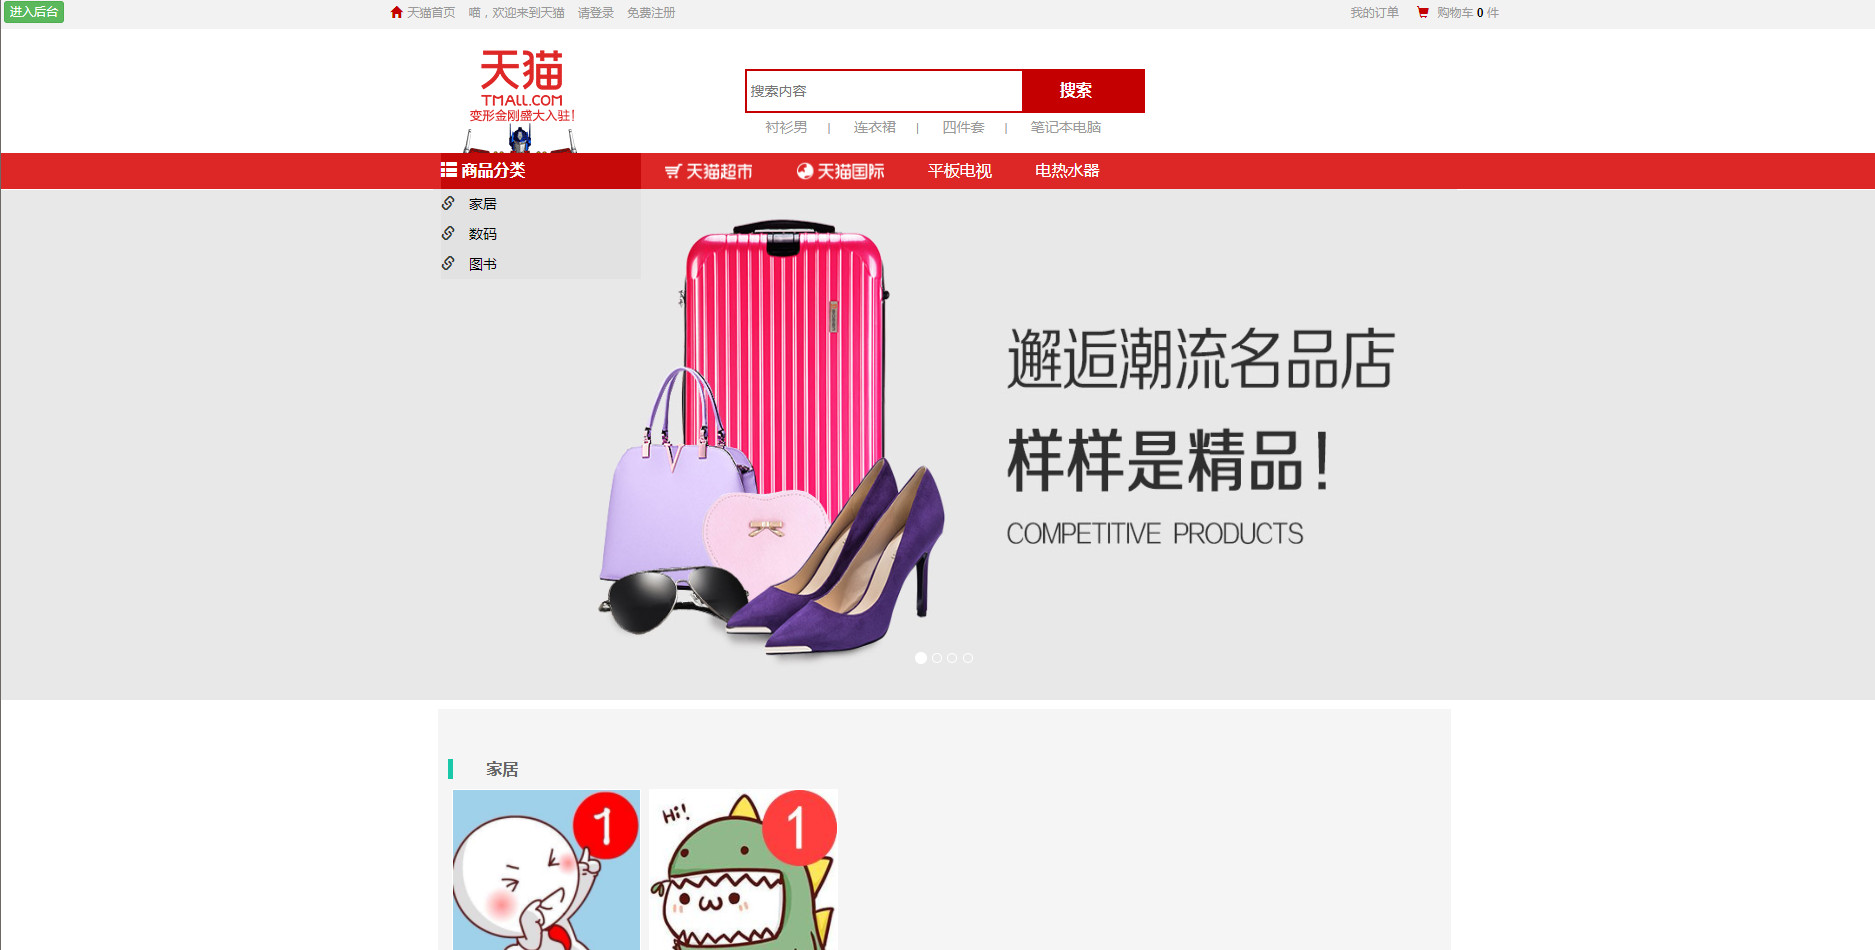 进入后台
天猫首页 喵，欢迎来到天猫 请登录 免费注册
我的订单 购物车 0 件
天猫
TMALL.COM
变形金刚盛大入驻!
搜索内容
搜索
衬衫男 | 连衣裙 | 四件套 | 笔记本电脑
商品分类 天猫超市 天猫国际 平板电视 电热水器
家居
数码
图书
邂逅潮流名品店
样样是精品!
COMPETITIVE PRODUCTS
家居
1
Hi!
1